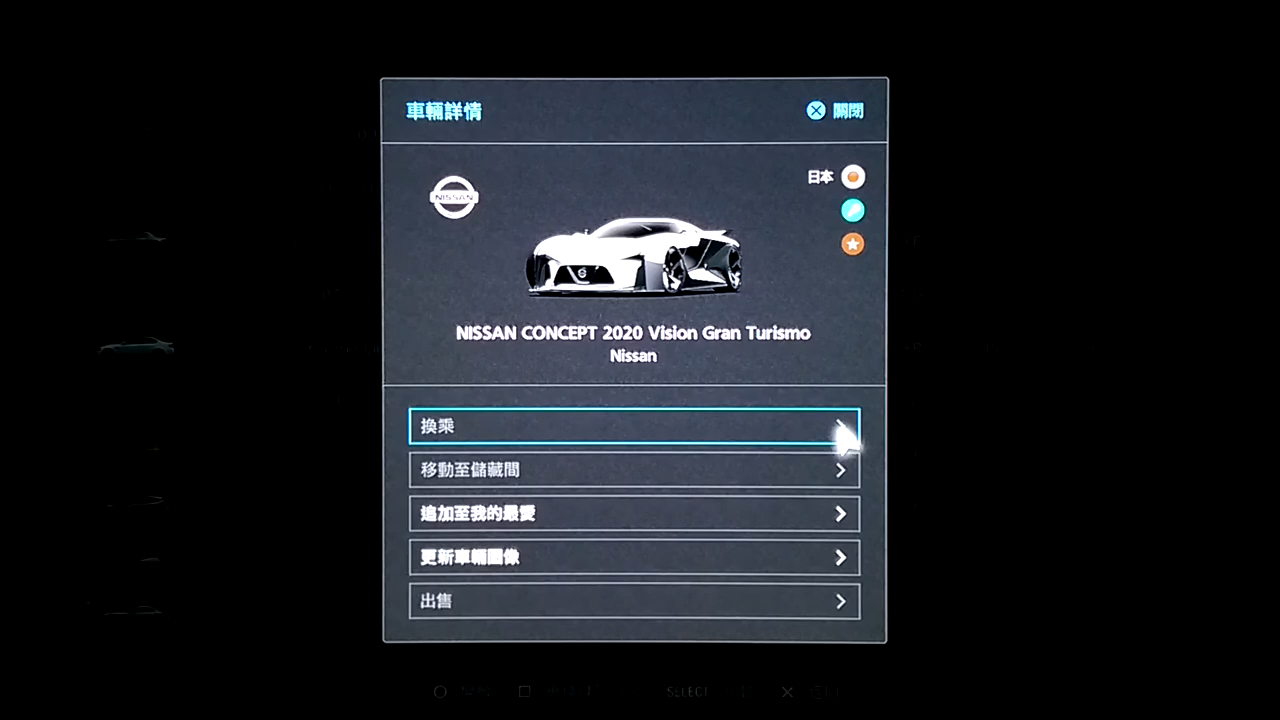 車輛詳情
關閉
NISSAN
日本
NISSAN CONCEPT 2020 Vision Gran Turismo
Nissan
換乘
移動至儲藏間
追加至我的最愛
更新車輛圖像
出售
SELECT